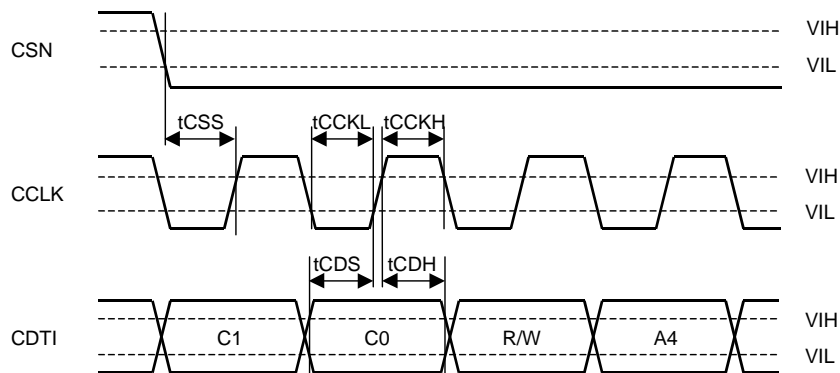 CSN
VIH
VIL
tCSS
tCCKL
tCCKH
CCLK
VIH
VIL
tCDS
tCDH
CDTI
C1
C0
R/W
A4
VIH
VIL